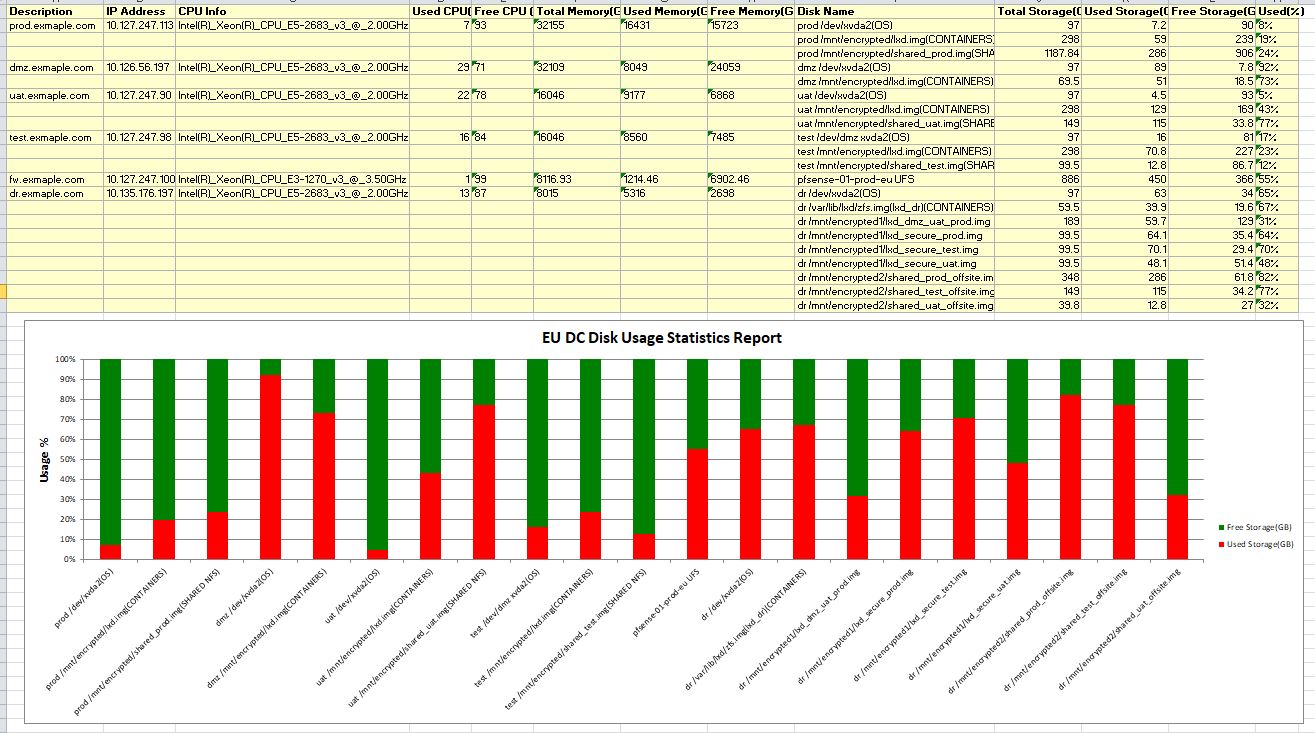 Description IP Address CPU Info Used CPU( Free CPU ( Total Memory(G Used Memory(G Free Memory(G Disk Name Total Storage(G Used Storage(G Free Storage(G Used(%)
prod.exmaple.com 10.127.247.113 Intel(R)_Xeon(R)_CPU_E5-2683_v3_@_2.00GHz 7 93 32155 16431 15723 prod /dev/xvda2(OS) 97 7.2 90 8%
prod /mnt/encrypted/lxd.img(CONTAINERS) 298 59 239 19%
prod /mnt/encrypted/shared_prod.img(SHA 1187.84 286 906 24%
dmz.exmaple.com 10.126.56.197 Intel(R)_Xeon(R)_CPU_E5-2683_v3_@_2.00GHz 29 71 32109 8049 24059 dmz /dev/xvda2(OS) 97 89 7.8 92%
dmz /mnt/encrypted/lxd.img(CONTAINERS) 69.5 51 18.5 73%
uat.exmaple.com 10.127.247.90 Intel(R)_Xeon(R)_CPU_E5-2683_v3_@_2.00GHz 22 78 16046 9177 6868 uat /dev/xvda2(OS) 97 4.5 93 5%
uat /mnt/encrypted/lxd.img(CONTAINERS) 298 129 169 43%
uat /mnt/encrypted/shared_uat.img(SHARE 149 115 33.8 77%
test.exmaple.com 10.127.247.98 Intel(R)_Xeon(R)_CPU_E5-2683_v3_@_2.00GHz 16 84 16046 8560 7485 test /dev/dmz xvda2(OS) 97 16 81 17%
test /mnt/encrypted/lxd.img(CONTAINERS) 298 70.8 227 23%
test /mnt/encrypted/shared_test.img(SHAR 99.5 12.8 86.7 12%
fw.exmaple.com 10.127.247.100 Intel(R)_Xeon(R)_CPU_E3-1270_v3_@_3.50GHz 1 99 8116.93 1214.46 6902.46 pfsense-01-prod-eu UFS 886 450 366 55%
dr.exmaple.com 10.135.176.197 Intel(R)_Xeon(R)_CPU_E5-2683_v3_@_2.00GHz 13 87 8015 5316 2698 dr /dev/xvda2(OS) 97 63 34 65%
dr /var/lib/lxd/zfs.img(lxd_dr)(CONTAINERS) 59.5 39.9 19.6 67%
dr /mnt/encrypted1/lxd_dmz_uat_prod.img 189 59.7 129 31%
dr /mnt/encrypted1/lxd_secure_prod.img 99.5 64.1 35.4 64%
dr /mnt/encrypted1/lxd_secure_test.img 99.5 70.1 29.4 70%
dr /mnt/encrypted1/lxd_secure_uat.img 99.5 48.1 51.4 48%
dr /mnt/encrypted2/shared_prod_offsite.im 348 286 61.8 82%
dr /mnt/encrypted2/shared_test_offsite.img 149 115 34.2 77%
dr /mnt/encrypted2/shared_uat_offsite.img 39.8 12.8 27 32%
EU DC Disk Usage Statistics Report
Usage %
100%
90%
80%
70%
60%
50%
40%
30%
20%
10%
0%
Free Storage(GB)
Used Storage(GB)
prod /dev/xvda2(OS)
prod /mnt/encrypted/lxd.img(CONTAINERS)
prod /mnt/encrypted/shared_prod.img(SHARED NFS)
dmz /dev/xvda2(OS)
dmz /mnt/encrypted/lxd.img(CONTAINERS)
uat /dev/xvda2(OS)
uat /mnt/encrypted/lxd.img(CONTAINERS)
uat /mnt/encrypted/shared_uat.img(SHARED NFS)
test /dev/dmz xvda2(OS)
test /mnt/encrypted/lxd.img(CONTAINERS)
test /mnt/encrypted/shared_test.img(SHARED NFS)
pfsense-01-prod-eu UFS
dr /dev/xvda2(OS)
dr /var/lib/lxd/zfs.img(lxd_dr)(CONTAINERS)
dr /mnt/encrypted1/lxd_dmz_uat_prod.img
dr /mnt/encrypted1/lxd_secure_prod.img
dr /mnt/encrypted1/lxd_secure_test.img
dr /mnt/encrypted1/lxd_secure_uat.img
dr /mnt/encrypted2/shared_prod_offsite.img
dr /mnt/encrypted2/shared_test_offsite.img
dr /mnt/encrypted2/shared_uat_offsite.img